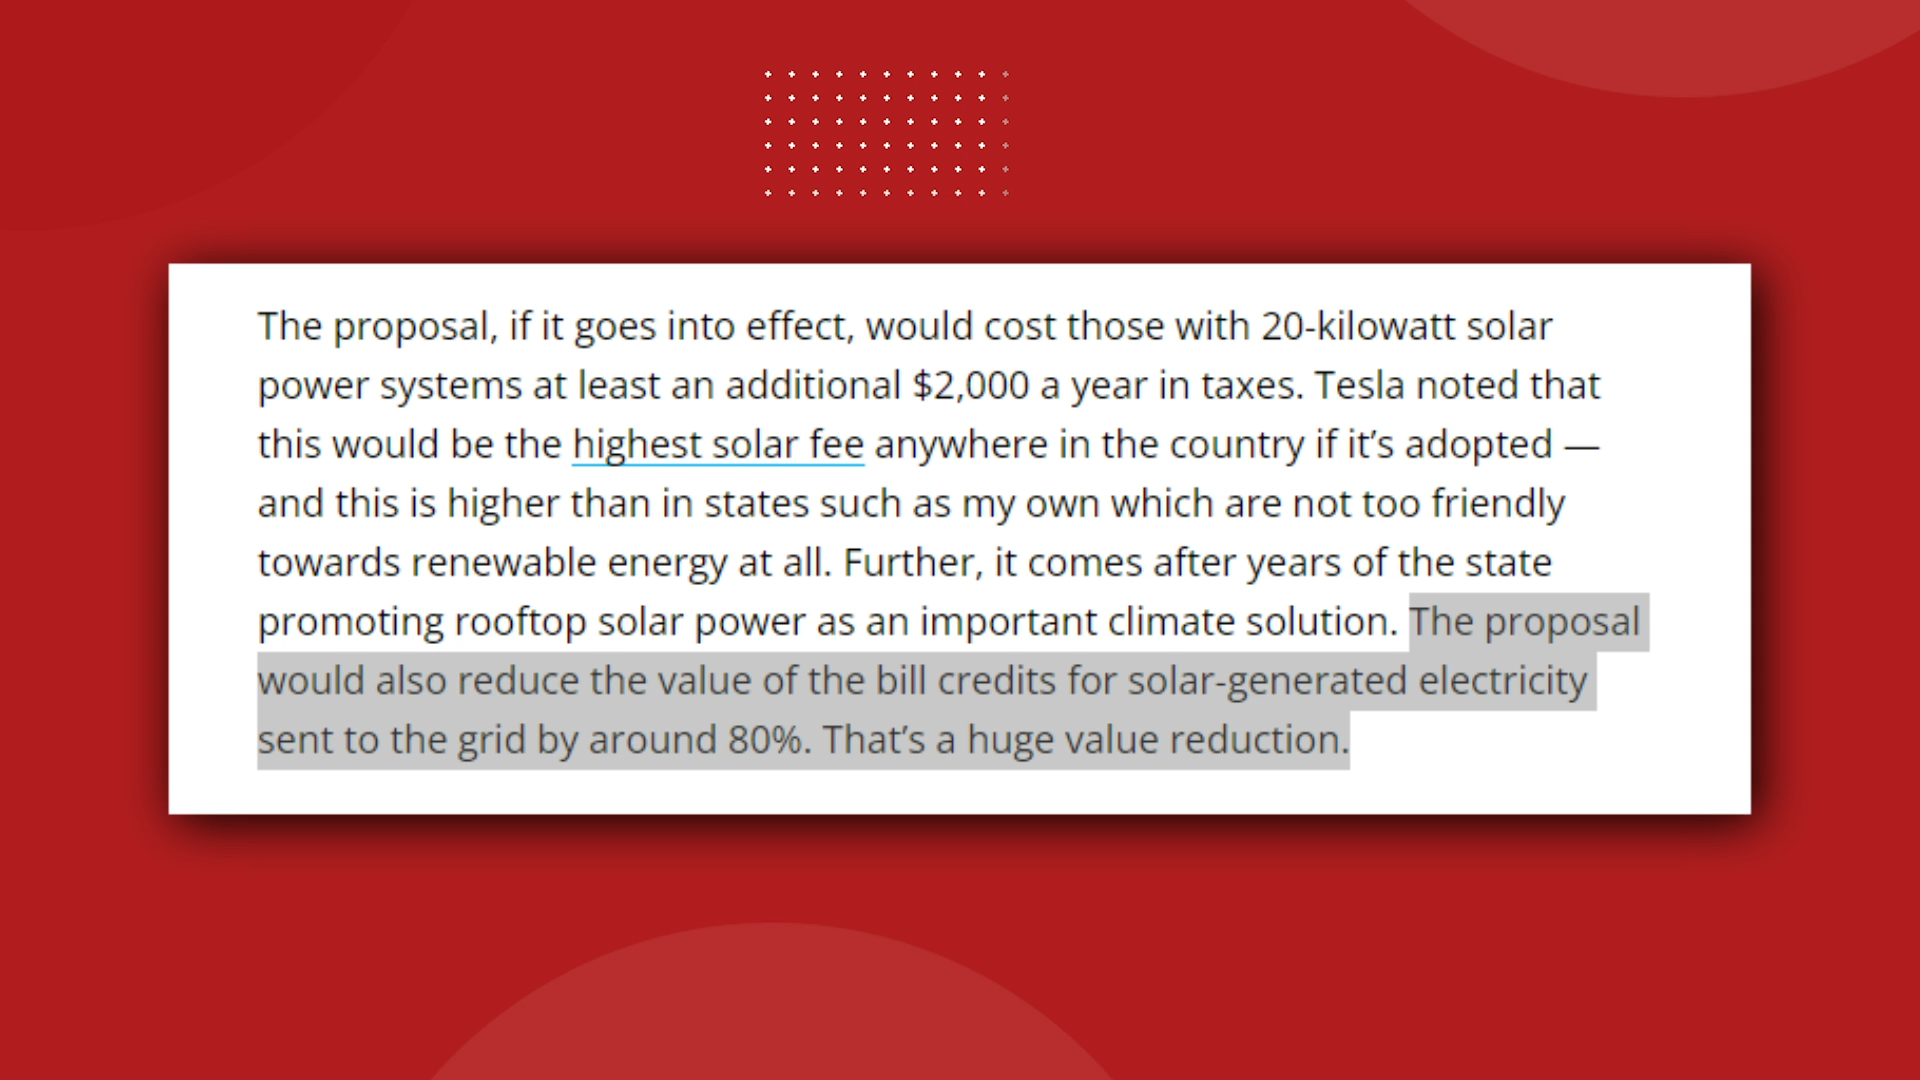 The proposal, if it goes into effect, would cost those with 20-kilowatt solar
power systems at least an additional $2,000 a year in taxes. Tesla noted that
this would be the highest solar fee anywhere in the country if it’s adopted —
and this is higher than in states such as my own which are not too friendly
towards renewable energy at all. Further, it comes after years of the state
promoting rooftop solar power as an important climate solution. The proposal
would also reduce the value of the bill credits for solar-generated electricity
sent to the grid by around 80%. That’s a huge value reduction.